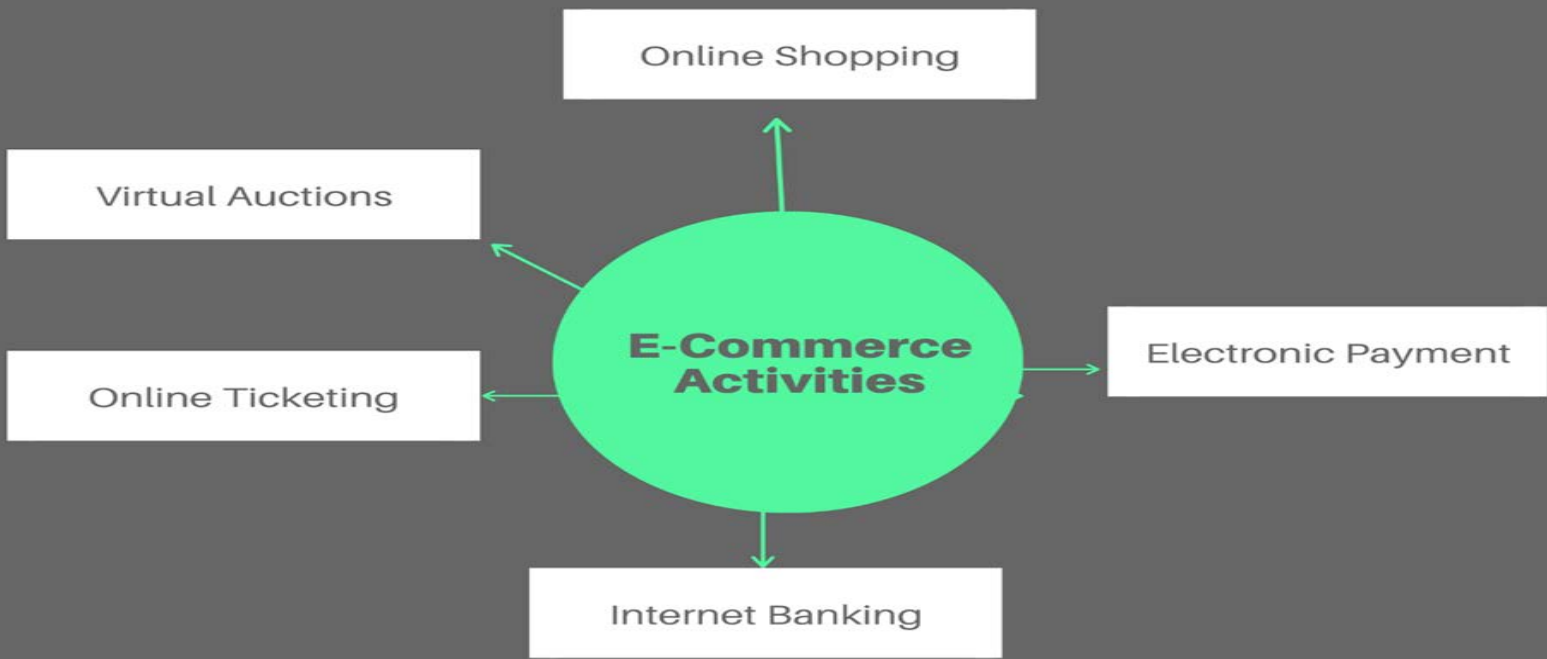 Online Shopping
Virtual Auctions
E-Commerce
Activities
Electronic Payment
Online Ticketing
Internet Banking